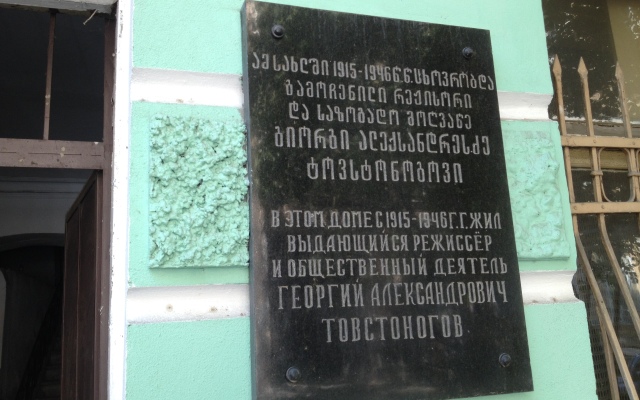 ამ სახლში 1915-1946 წ.წ. ცხოვრობდა
გამოჩენილი რეჟისორი
და საზოგადო მოღვაწე
გიორგი ალექსანდრეს ძე
ტოვსტონოგოვი
В ЭТОМ ДОМЕ С 1915-1946 Г.Г. ЖИЛ
ВЫДАЮЩИЙСЯ РЕЖИССЁР
И ОБЩЕСТВЕННЫЙ ДЕЯТЕЛЬ
ГЕОРГИЙ АЛЕКСАНДРОВИЧ
ТОВСТОНОГОВ